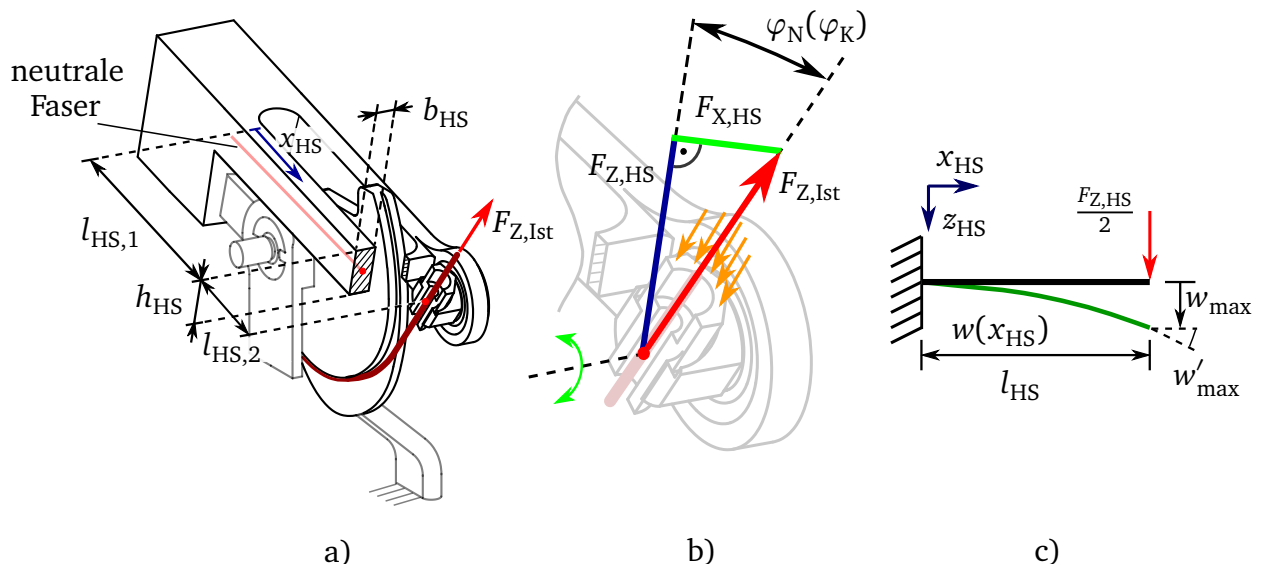 neutrale
Faser
x_HS
b_HS
l_HS,1
h_HS
l_HS,2
F_Z,Ist
a)
φ_N(φ_K)
F_X,HS
F_Z,HS
F_Z,Ist
b)
x_HS
z_HS
F_Z,HS
2
w_max
w(x_HS)
l_HS
w'_max
c)